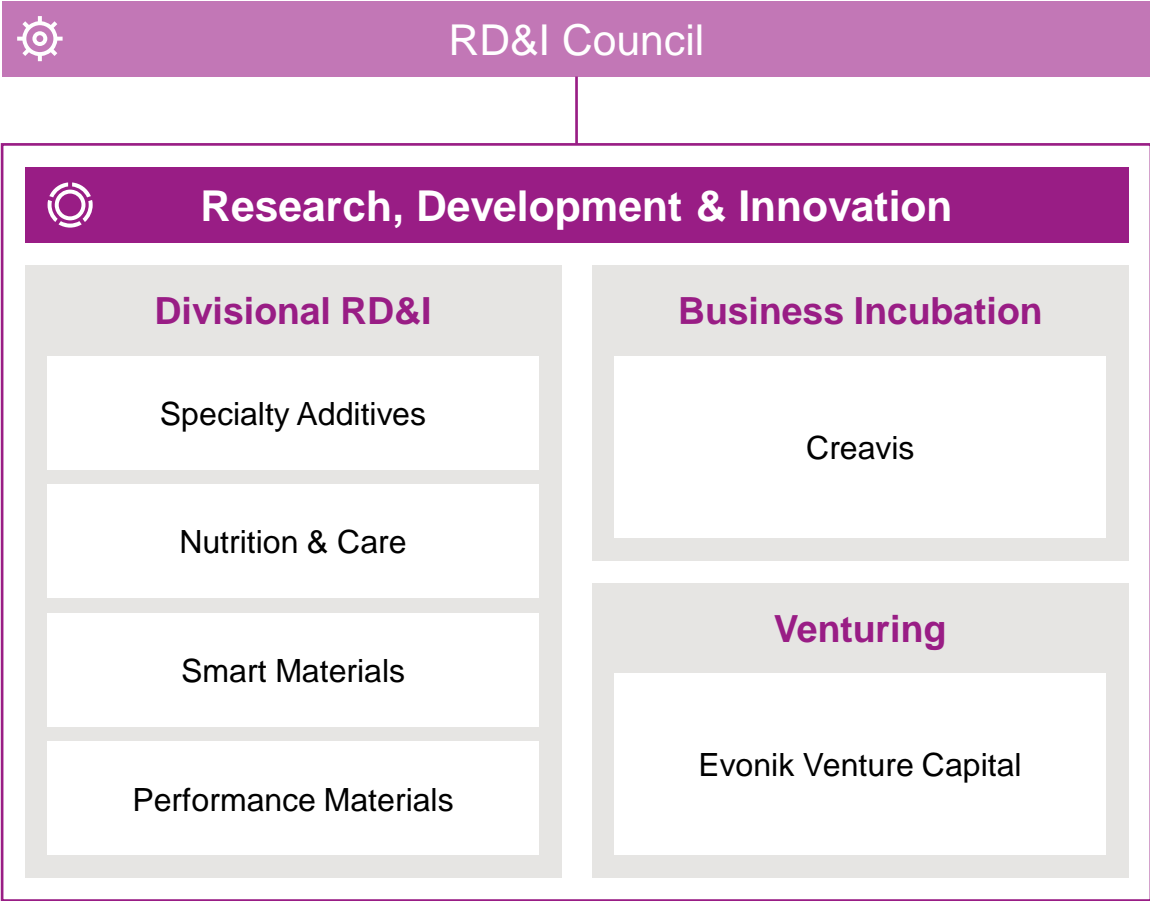 RD&I Council
Research, Development & Innovation
Divisional RD&I
Specialty Additives
Nutrition & Care
Smart Materials
Performance Materials
Business Incubation
Creavis
Venturing
Evonik Venture Capital